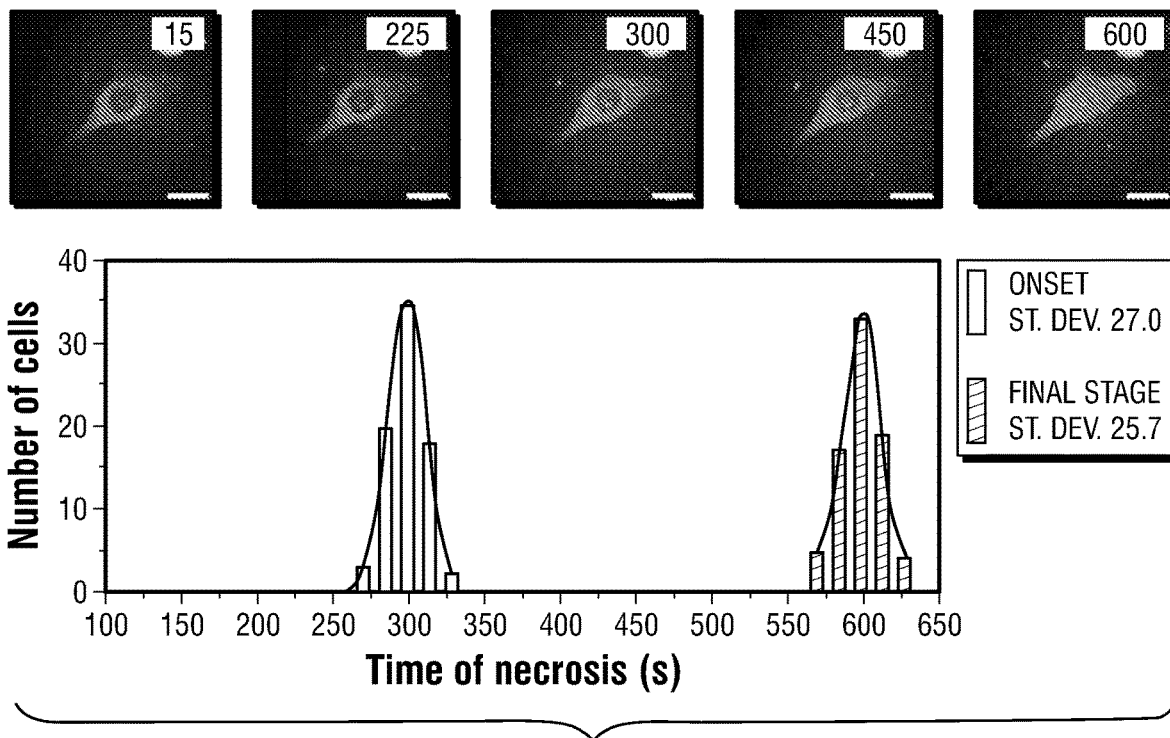 15
225
300
450
600
40
30
20
10
0
Number of cells
100 150 200 250 300 350 400 450 500 550 600 650
Time of necrosis (s)
ONSET
ST. DEV. 27.0
FINAL STAGE
ST. DEV. 25.7